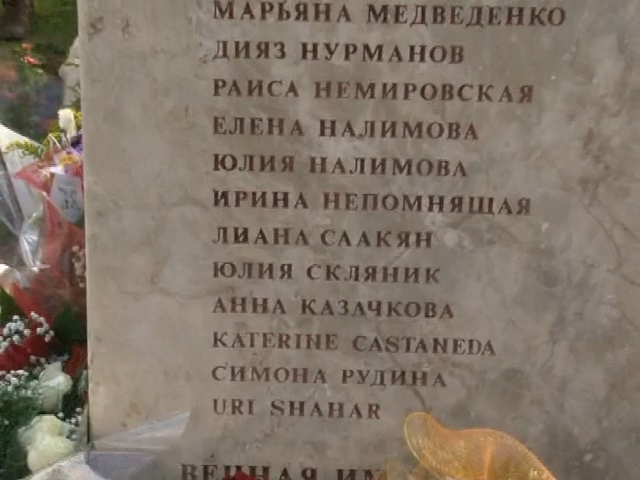 МАРЬЯНА МЕДВЕДЕНКО
ДИЯЗ НУРМАНОВ
РАИСА НЕМИРОВСКАЯ
ЕЛЕНА НАЛИМОВА
ЮЛИЯ НАЛИМОВА
ИРИНА НЕПОМНЯЩАЯ
ЛИАНА СААКЯН
ЮЛИЯ СКЛЯНИК
АННА КАЗАЧКОВА
KATERINE CASTANEDA
СИМОНА РУДИНА
URI SHAHAR